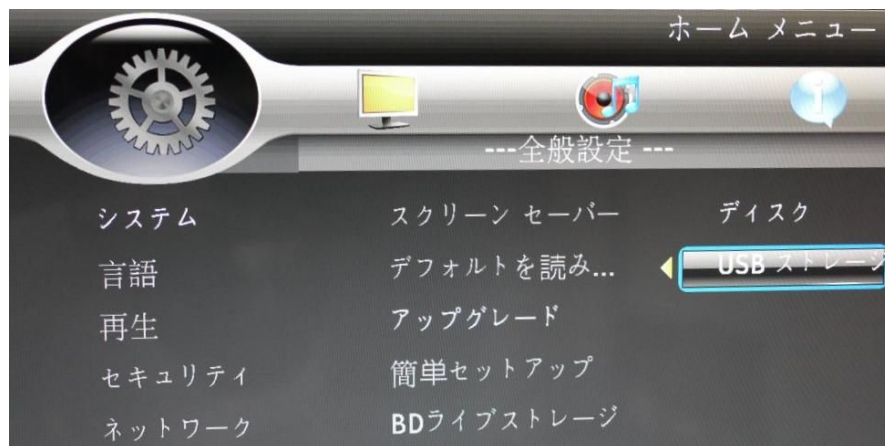 ホーム メニュー
---全般設定 ---
システム
言語
再生
セキュリティ
ネットワーク
スクリーン セーバー
デフォルトを読み...
アップグレード
簡単セットアップ
BDライブストレージ
ディスク
USB ストレージ